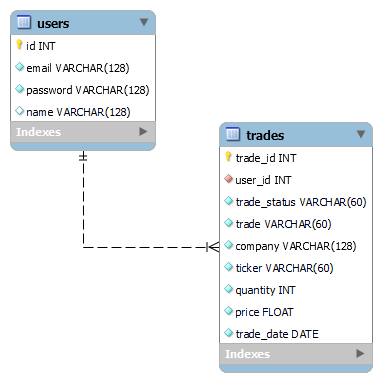 users
id INT
email VARCHAR(128)
password VARCHAR(128)
name VARCHAR(128)
Indexes
trades
trade_id INT
user_id INT
trade_status VARCHAR(60)
trade VARCHAR(60)
company VARCHAR(128)
ticker VARCHAR(60)
quantity INT
price FLOAT
trade_date DATE
Indexes